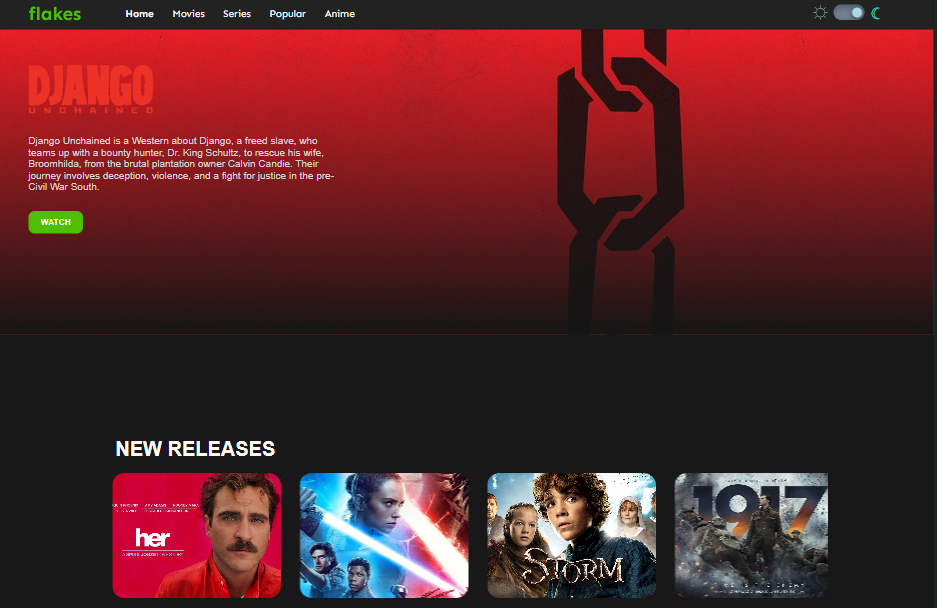 flakes
Home Movies Series Popular Anime
DJANGO
UNCHAINED
Django Unchained is a Western about Django, a freed slave, who
teams up with a bounty hunter, Dr. King Schultz, to rescue his wife,
Broomhilda, from the brutal plantation owner Calvin Candie. Their
journey involves deception, violence, and a fight for justice in the pre-
Civil War South.
WATCH
NEW RELEASES
her
STORM
1917